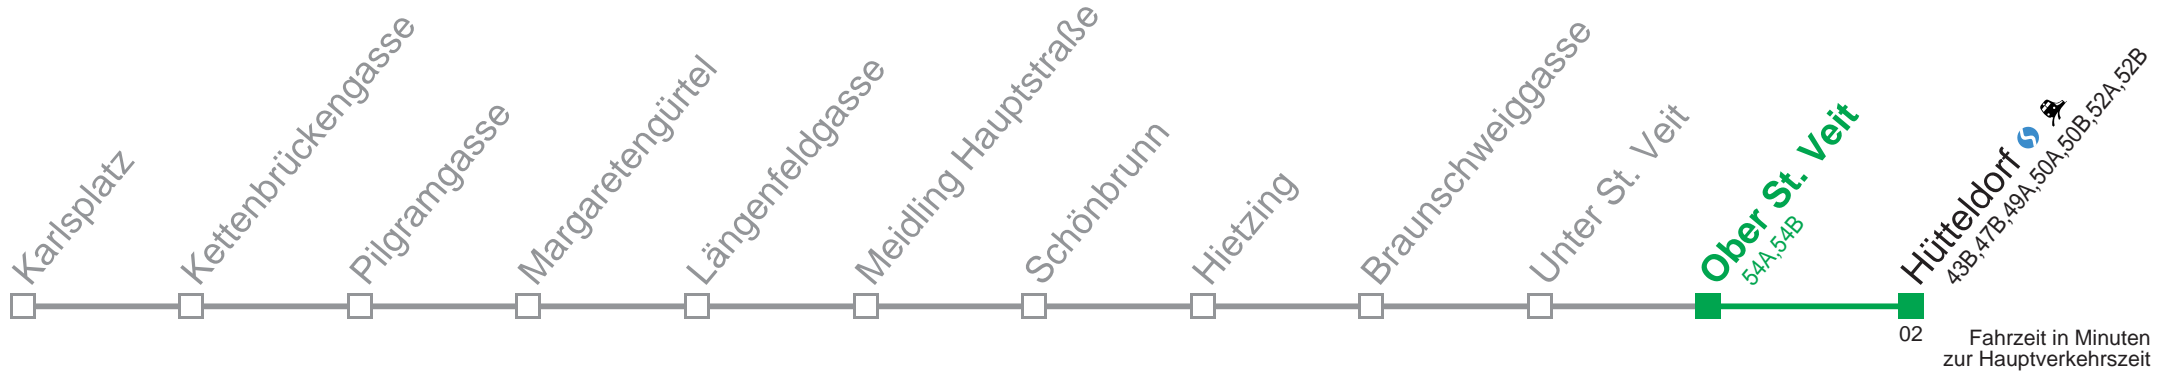 Karlsplatz
Kettenbrückengasse
Pilgramgasse
Margaretengürtel
Längenfeldgasse
Meidling Hauptstraße
Schönbrunn
Hietzing
Braunschweiggasse
Unter St. Veit
Ober St. Veit
54A,54B
Hütteldorf
43B,47B,49A,50A,50B,52A,52B
02
Fahrzeit in Minuten
zur Hauptverkehrszeit